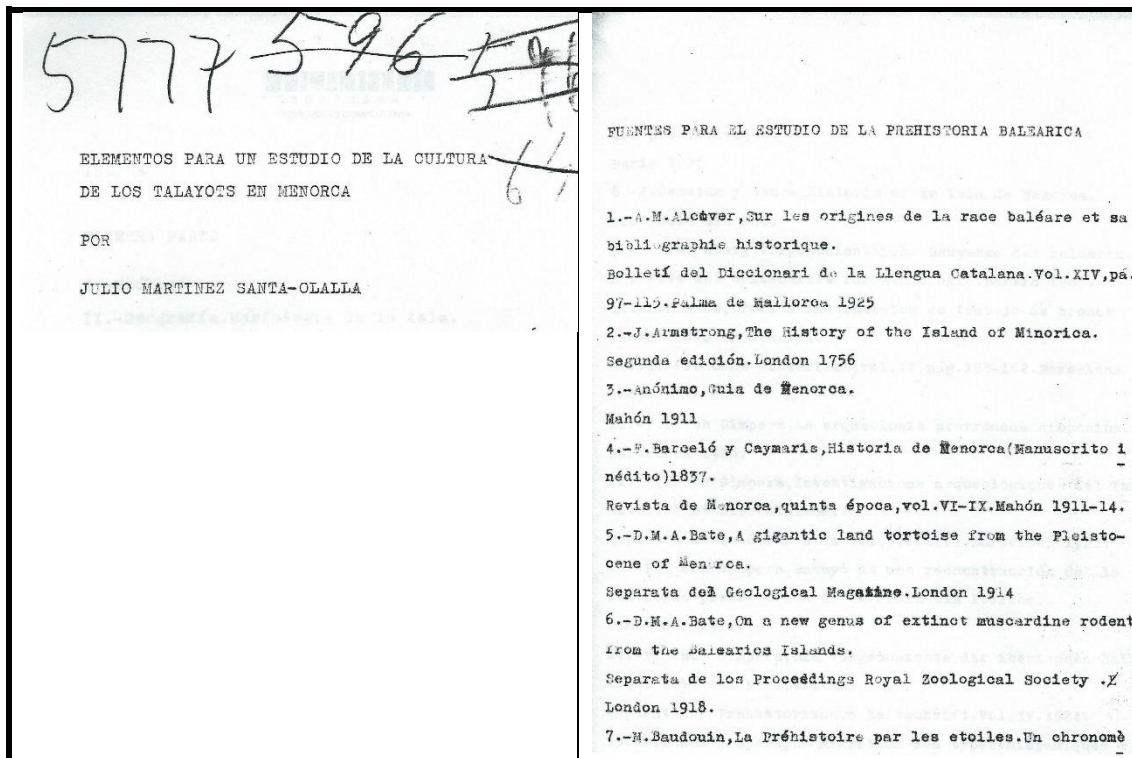 5777 596
ELEMENTOS PARA UN ESTUDIO DE LA CULTURA
DE LOS TALAYOTS EN MENORCA
POR
JULIO MARTINEZ SANTA-OLALLA
FUENTES PARA EL ESTUDIO DE LA PREHISTORIA BALEARICA
1.-A.M.Alcover,Sur les origines de la race baléare et sa
bibliographie historique.
Bolletí del Diccionari de la Llengua Catalana.Vol.XIV,pá.
97-115.Palma de Mallorca 1925
2.-J.Armstrong,The History of the Island of Minorica.
Segunda edición.London 1756
3.-Anónimo,Guia de Menorca.
Mahón 1911
4.-F.Barceló y Caymaris,Historia de Menorca(Manuscrito i
nédito)1837.
Revista de Menorca,quinta época,vol.VI-IX.Mahón 1911-14.
5.-D.M.A.Bate,A gigantic land tortoise from the Pleisto-
cene of Menorca.
Separata del Geological Magatine.London 1914
6.-D.M.A.Bate,On a new genus of extinct muscardine rodent
from the Balearics Islands.
Separata de los Proceddings Royal Zoological Society .
London 1918.
7.-M.Baudouin,La Préhistoire par les etoiles.Un chronomè